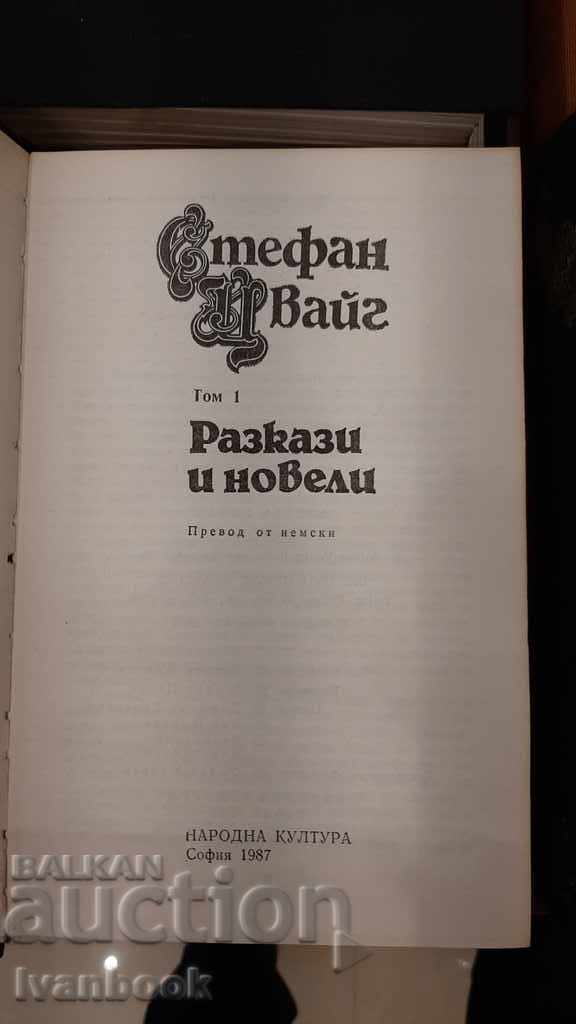 Стефан
Цвайг
Том 1
Разкази
и новели
Превод от немски
НАРОДНА КУЛТУРА
София 1987
BALKAN
auction
Ivanbook